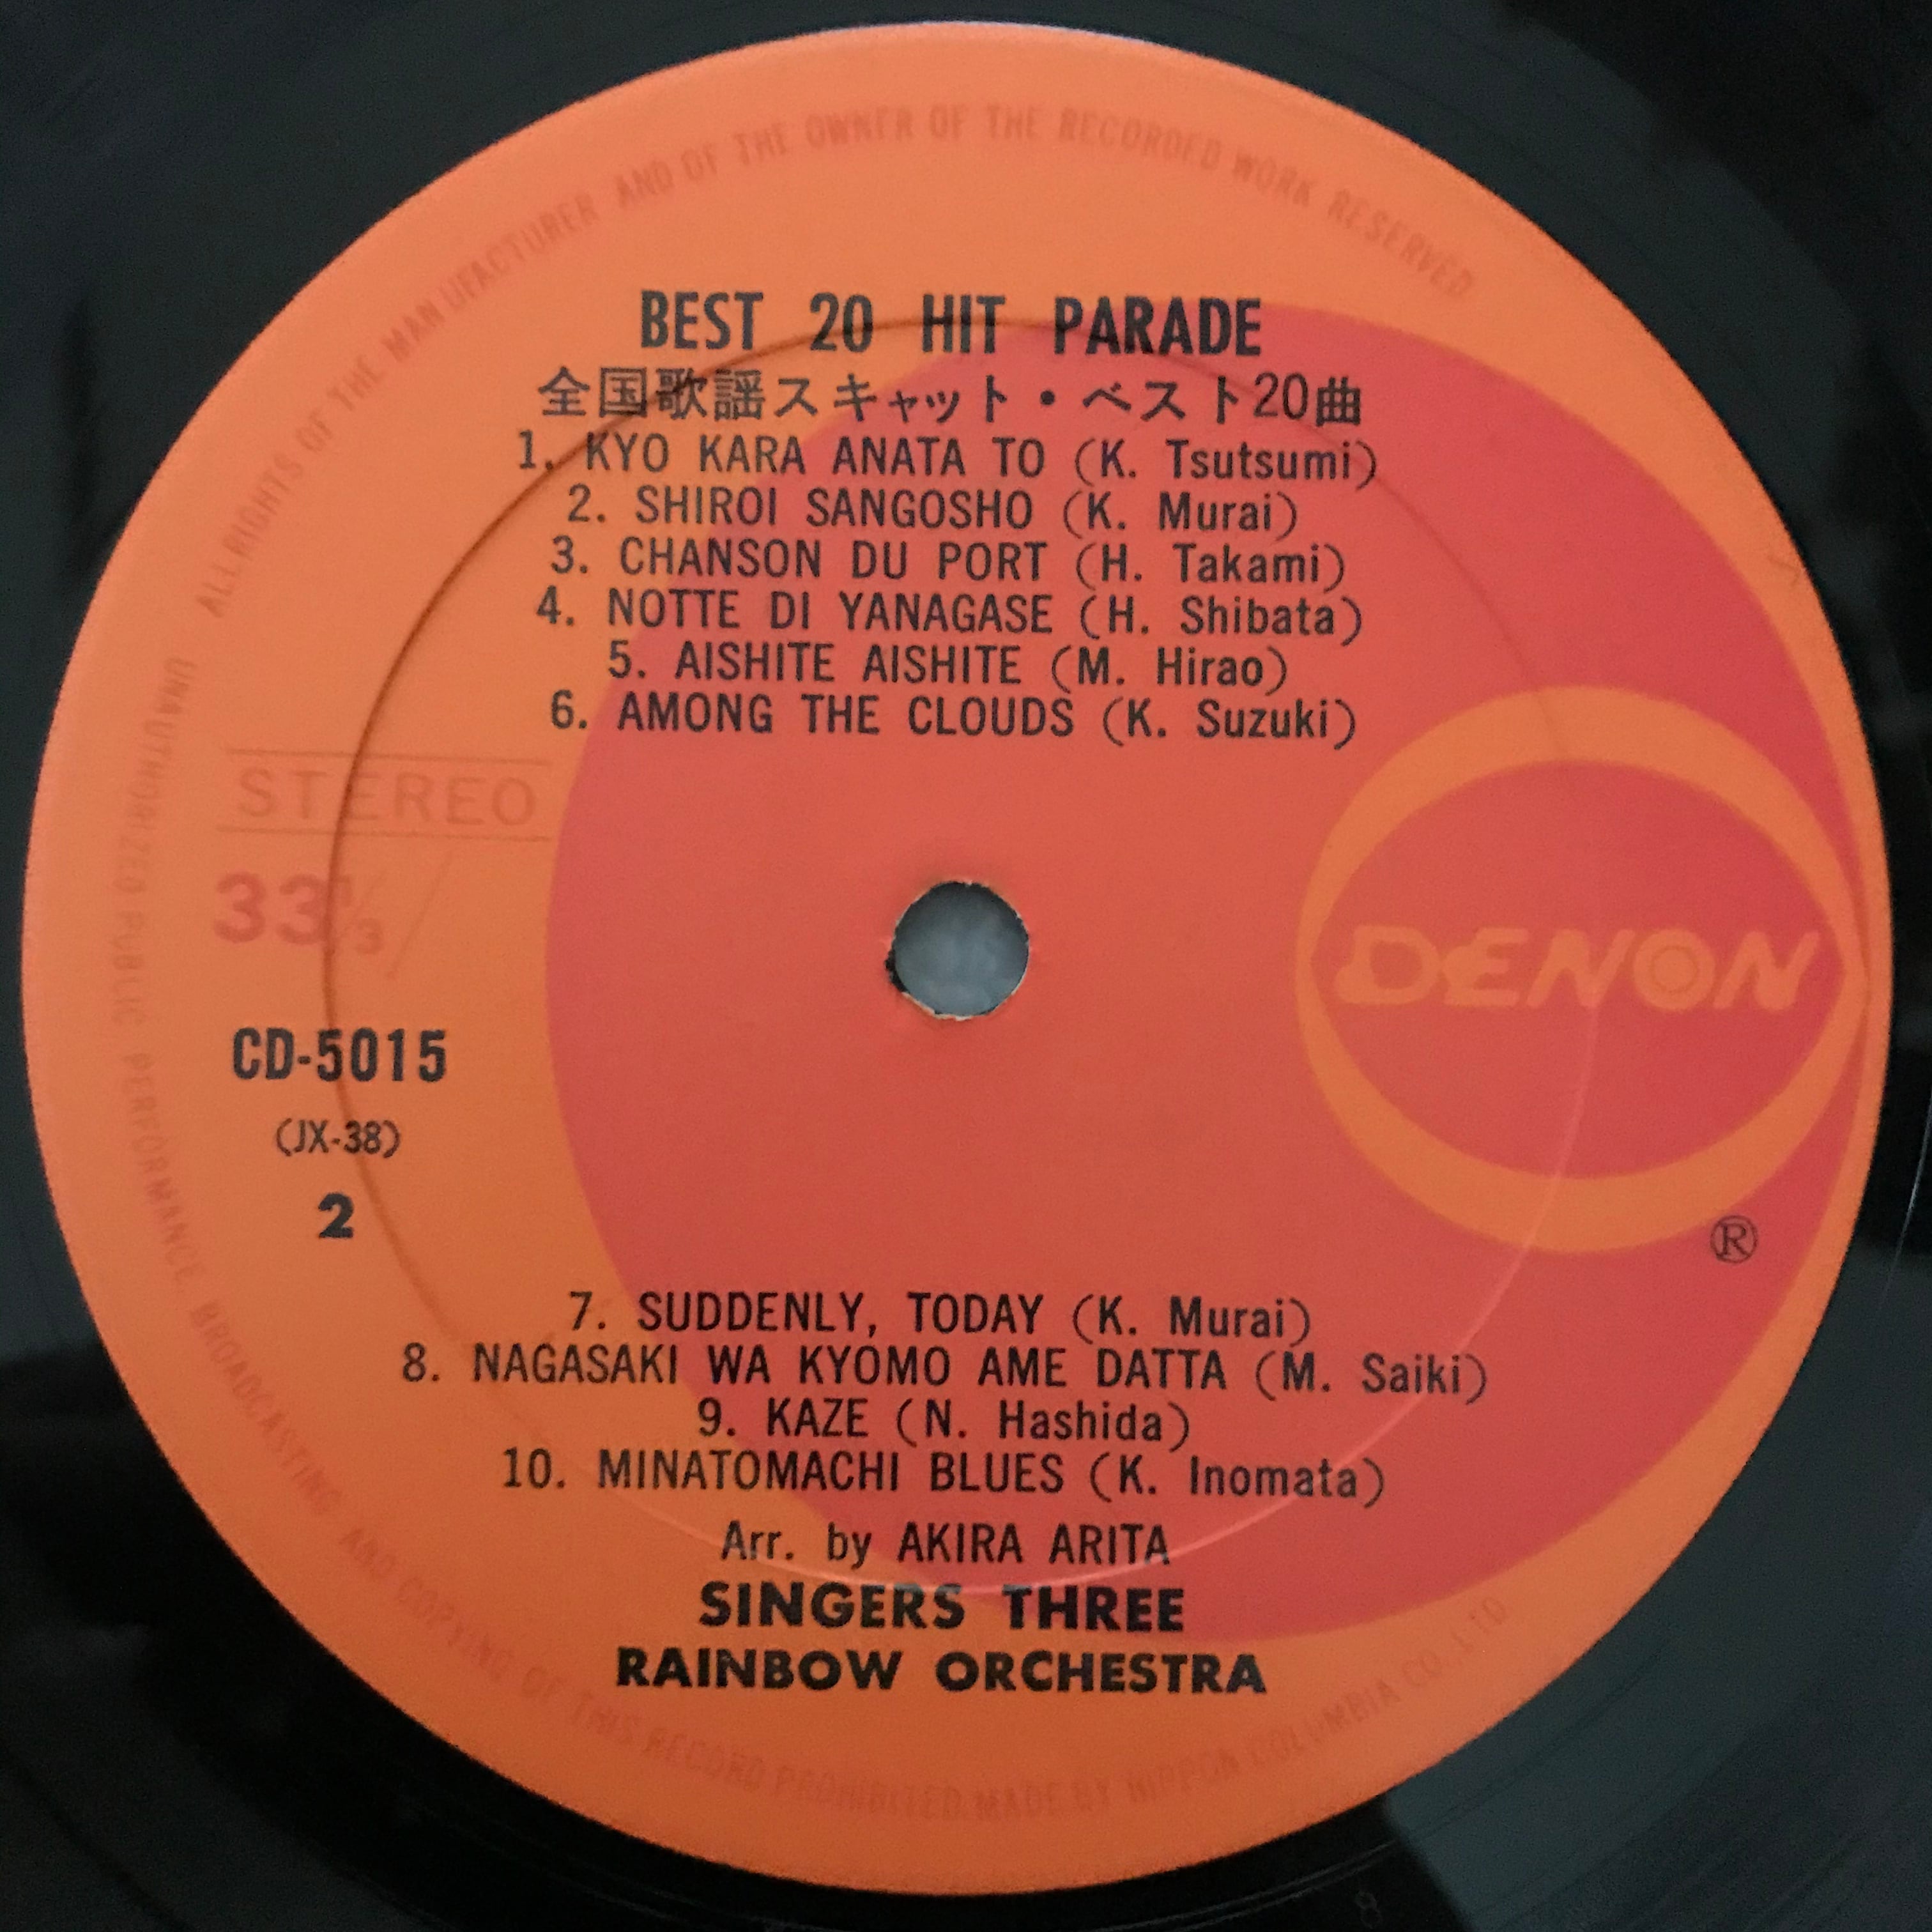 ALL RIGHTS OF THE MANUFACTURER AND OF THE OWNER OF THE RECORDED WORK RESERVED
BEST 20 HIT PARADE
全国歌謡スキャット・ベスト20曲
1. KYO KARA ANATA TO (K. Tsutsumi)
2. SHIROI SANGOSHO (K. Murai)
3. CHANSON DU PORT (H. Takami)
4. NOTTE DI YANAGASE (H. Shibata)
5. AISHITE AISHITE (M. Hirao)
6. AMONG THE CLOUDS (K. Suzuki)
STEREO
33 1/3
DENON
®
CD-5015
(JX-38)
2
7. SUDDENLY, TODAY (K. Murai)
8. NAGASAKI WA KYOMO AME DATTA (M. Saiki)
9. KAZE (N. Hashida)
10. MINATOMACHI BLUES (K. Inomata)
Arr. by AKIRA ARITA
SINGERS THREE
RAINBOW ORCHESTRA
UNAUTHORIZED PUBLIC PERFORMANCE BROADCASTING AND COPYING OF THIS RECORD PROHIBITED. MADE BY NIPPON COLUMBIA CO., LTD